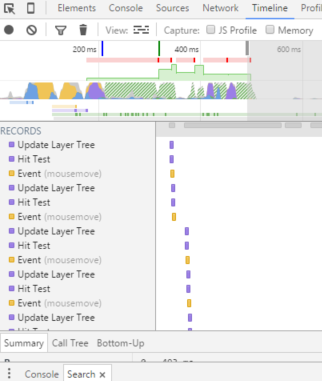 Elements Console Sources Network Timeline Profi
View: Capture: JS Profile Memory
200 ms 400 ms 600 ms
RECORDS
Update Layer Tree
Hit Test
Event (mousemove)
Update Layer Tree
Hit Test
Event (mousemove)
Update Layer Tree
Hit Test
Event (mousemove)
Update Layer Tree
Hit Test
Event (mousemove)
Update Layer Tree
Summary Call Tree Bottom-Up
Console Search ×